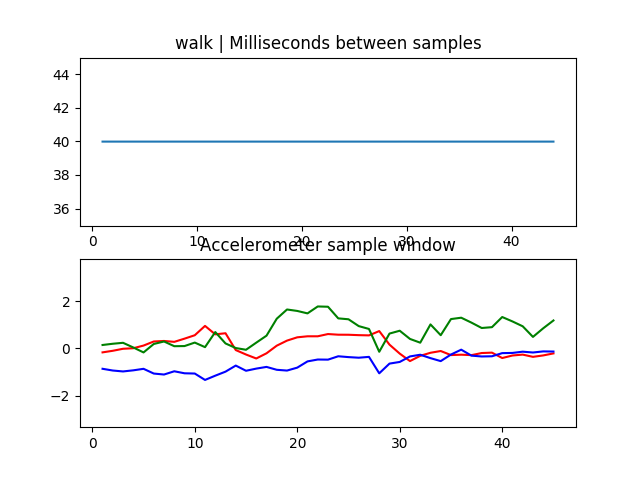 walk | Milliseconds between samples
44
42
40
38
36
0 10 20 30 40
Accelerometer sample window
2
0
−2
0 10 20 30 40